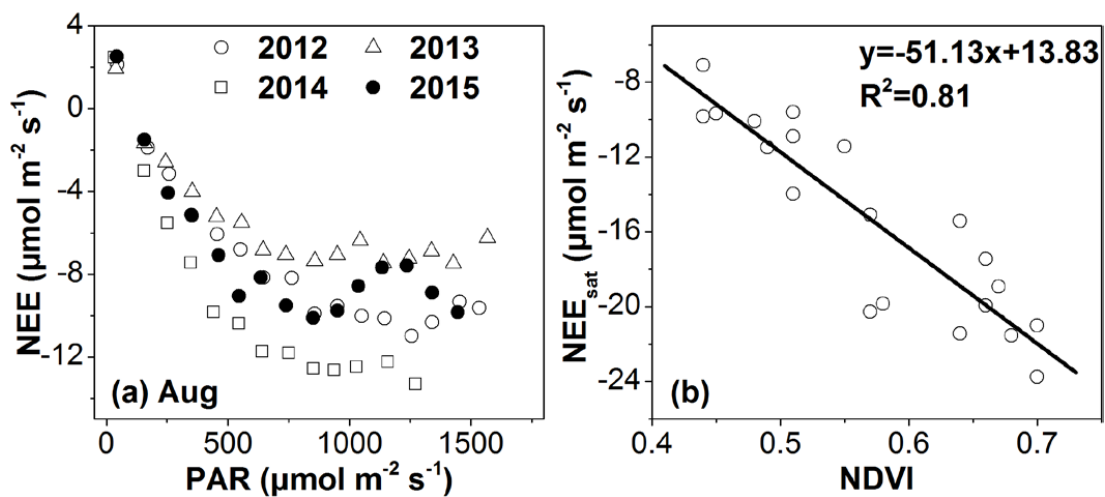 4
0
-4
-8
-12
NEE (μmol m⁻² s⁻¹)
2012
2013
2014
2015
(a) Aug
0
500
1000
1500
PAR (μmol m⁻² s⁻¹)
-8
-12
-16
-20
-24
NEEsat (μmol m⁻² s⁻¹)
y=-51.13x+13.83
R²=0.81
(b)
0.4
0.5
0.6
0.7
NDVI